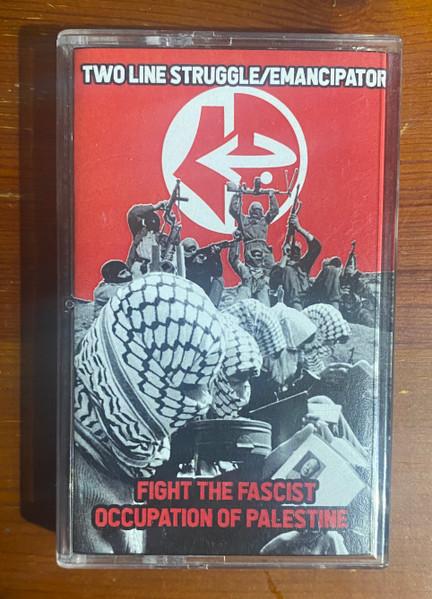 TWO LINE STRUGGLE/EMANCIPATOR
FIGHT THE FASCIST
OCCUPATION OF PALESTINE